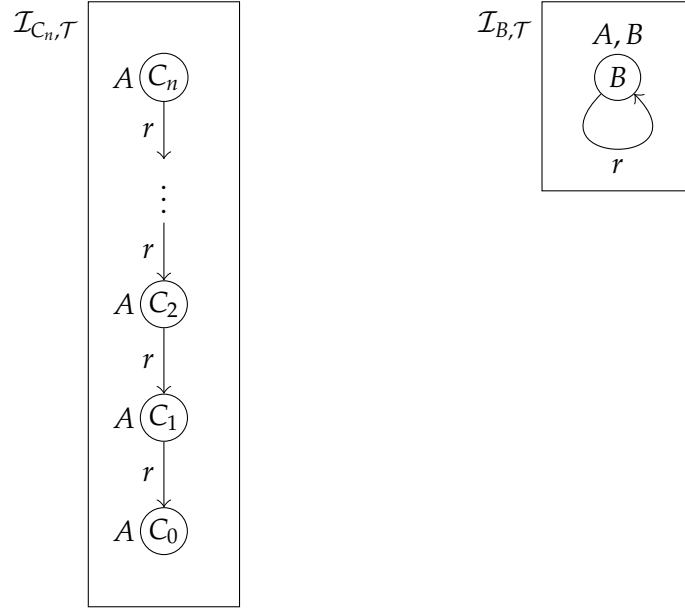 𝓘_{C_n,𝒯}
A C_n
r
⋮
r
A C_2
r
A C_1
r
A C_0
𝓘_{B,𝒯}
A, B
B
r